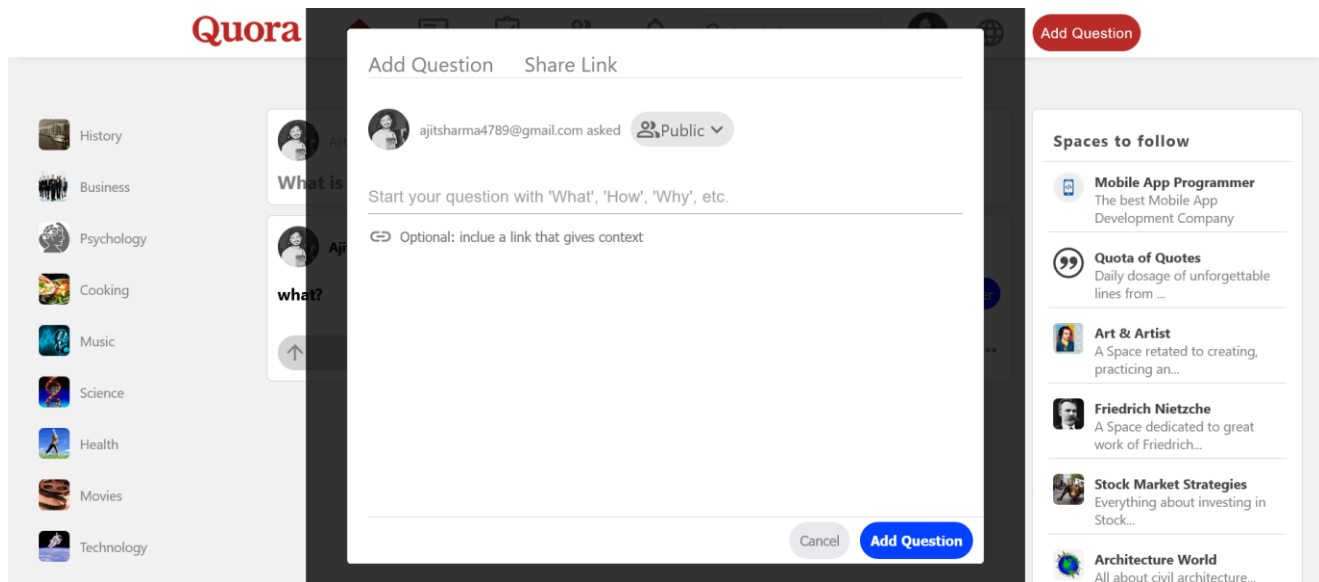 Quora
Add Question
Add Question Share Link
ajitsharma4789@gmail.com asked Public
Start your question with 'What', 'How', 'Why', etc.
Optional: inclue a link that gives context
Cancel Add Question
History
Business
Psychology
Cooking
Music
Science
Health
Movies
Technology
Ajit
What is
Aji
what?
Spaces to follow
Mobile App Programmer
The best Mobile App
Development Company
Quota of Quotes
Daily dosage of unforgettable
lines from ...
Art & Artist
A Space retated to creating,
practicing an...
Friedrich Nietzche
A Space dedicated to great
work of Friedrich...
Stock Market Strategies
Everything about investing in
Stock...
Architecture World
All about civil architecture...